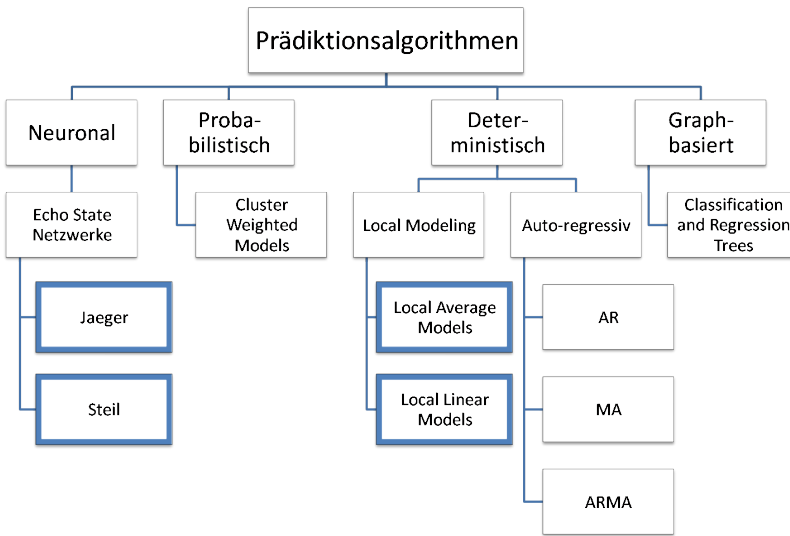 Prädiktionsalgorithmen
Neuronal
Proba-
bilistisch
Deter-
ministisch
Graph-
basiert
Echo State
Netzwerke
Cluster
Weighted
Models
Local Modeling
Auto-regressiv
Classification
and Regression
Trees
Jaeger
Local Average
Models
AR
Steil
Local Linear
Models
MA
ARMA